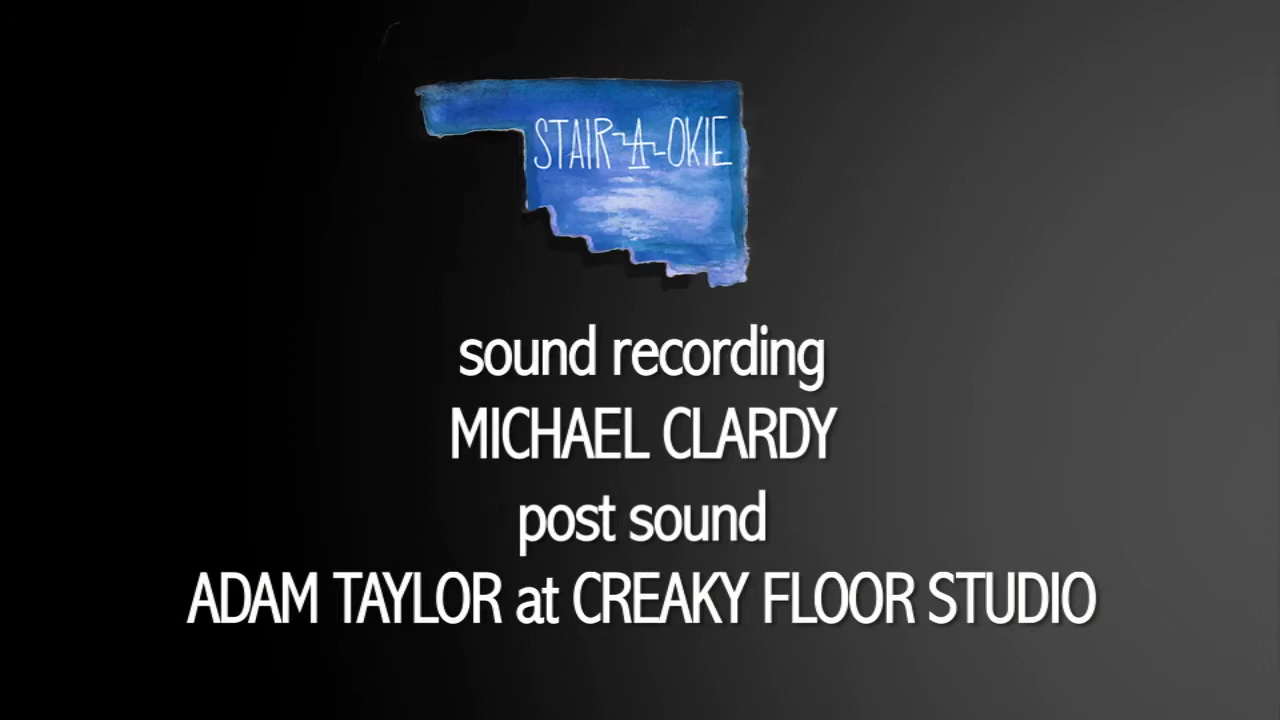 STAIR-A-OKIE
sound recording
MICHAEL CLARDY
post sound
ADAM TAYLOR at CREAKY FLOOR STUDIO